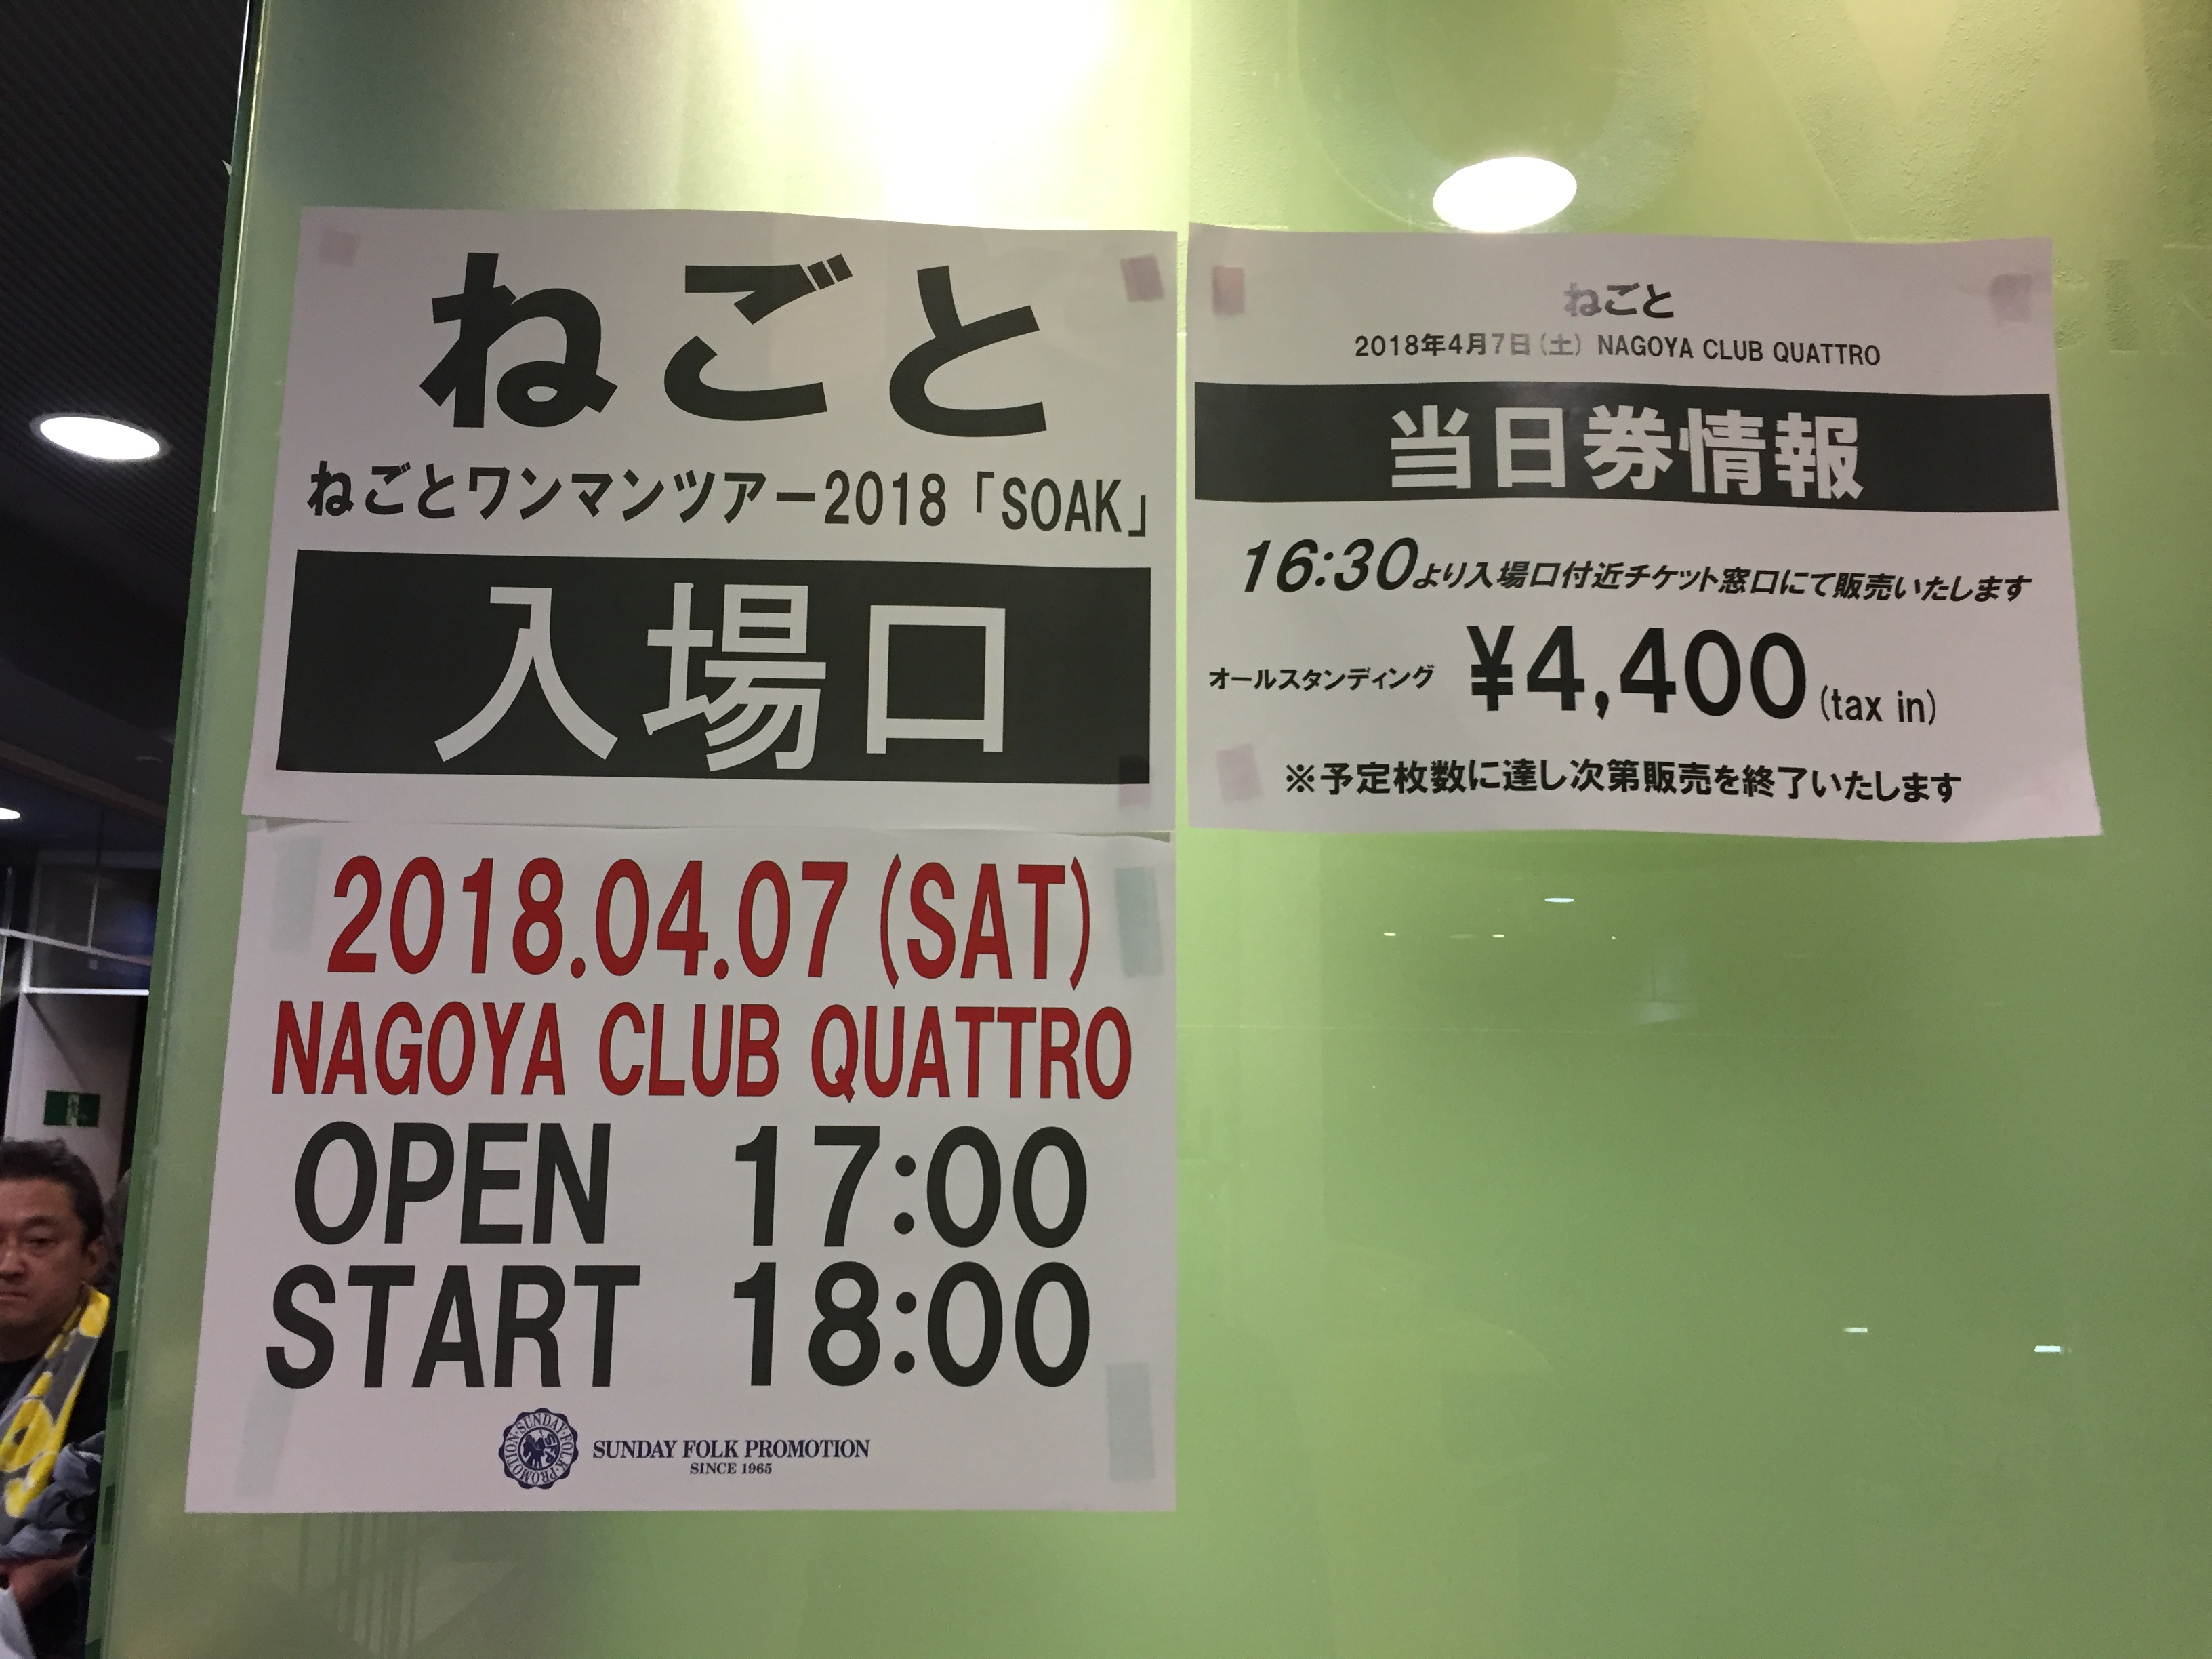 ねごと
ねごとワンマンツアー2018「SOAK」
入場口
2018.04.07(SAT)
NAGOYA CLUB QUATTRO
OPEN 17:00
START 18:00
SUNDAY FOLK PROMOTION
SUNDAY FOLK PROMOTION
SINCE 1965
ねごと
2018年4月7日(土) NAGOYA CLUB QUATTRO
当日券情報
16:30より入場口付近チケット窓口にて販売いたします
オールスタンディング ¥4,400(tax in)
※予定枚数に達し次第販売を終了いたします